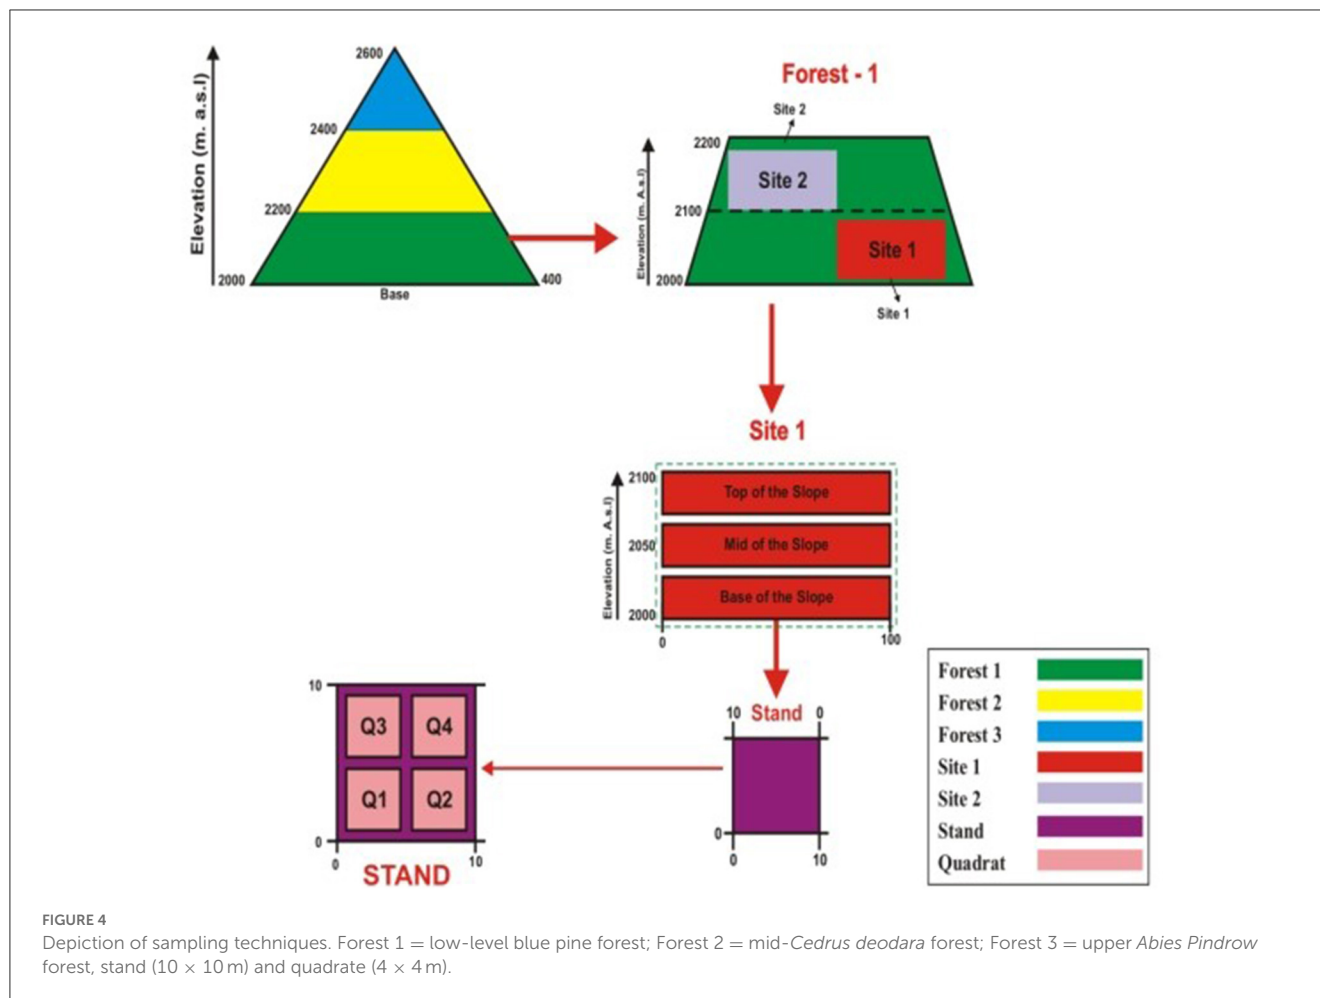 Elevation (m. a.s.l)
2600
2400
2200
2000
400
Base
Forest - 1
Site 2
Elevation (m. A.s.l)
2200
2100
2000
Site 2
Site 1
Site 1
Site 1
Elevation (m. A.s.l)
2100
2050
2000
Top of the Slope
Mid of the Slope
Base of the Slope
0
100
10 Stand 0
0
0
10
10
0
Q3 Q4
Q1 Q2
0
10
STAND
Forest 1
Forest 2
Forest 3
Site 1
Site 2
Stand
Quadrat
FIGURE 4
Depiction of sampling techniques. Forest 1 = low-level blue pine forest; Forest 2 = mid-Cedrus deodara forest; Forest 3 = upper Abies Pindrow
forest, stand (10 × 10 m) and quadrate (4 × 4 m).